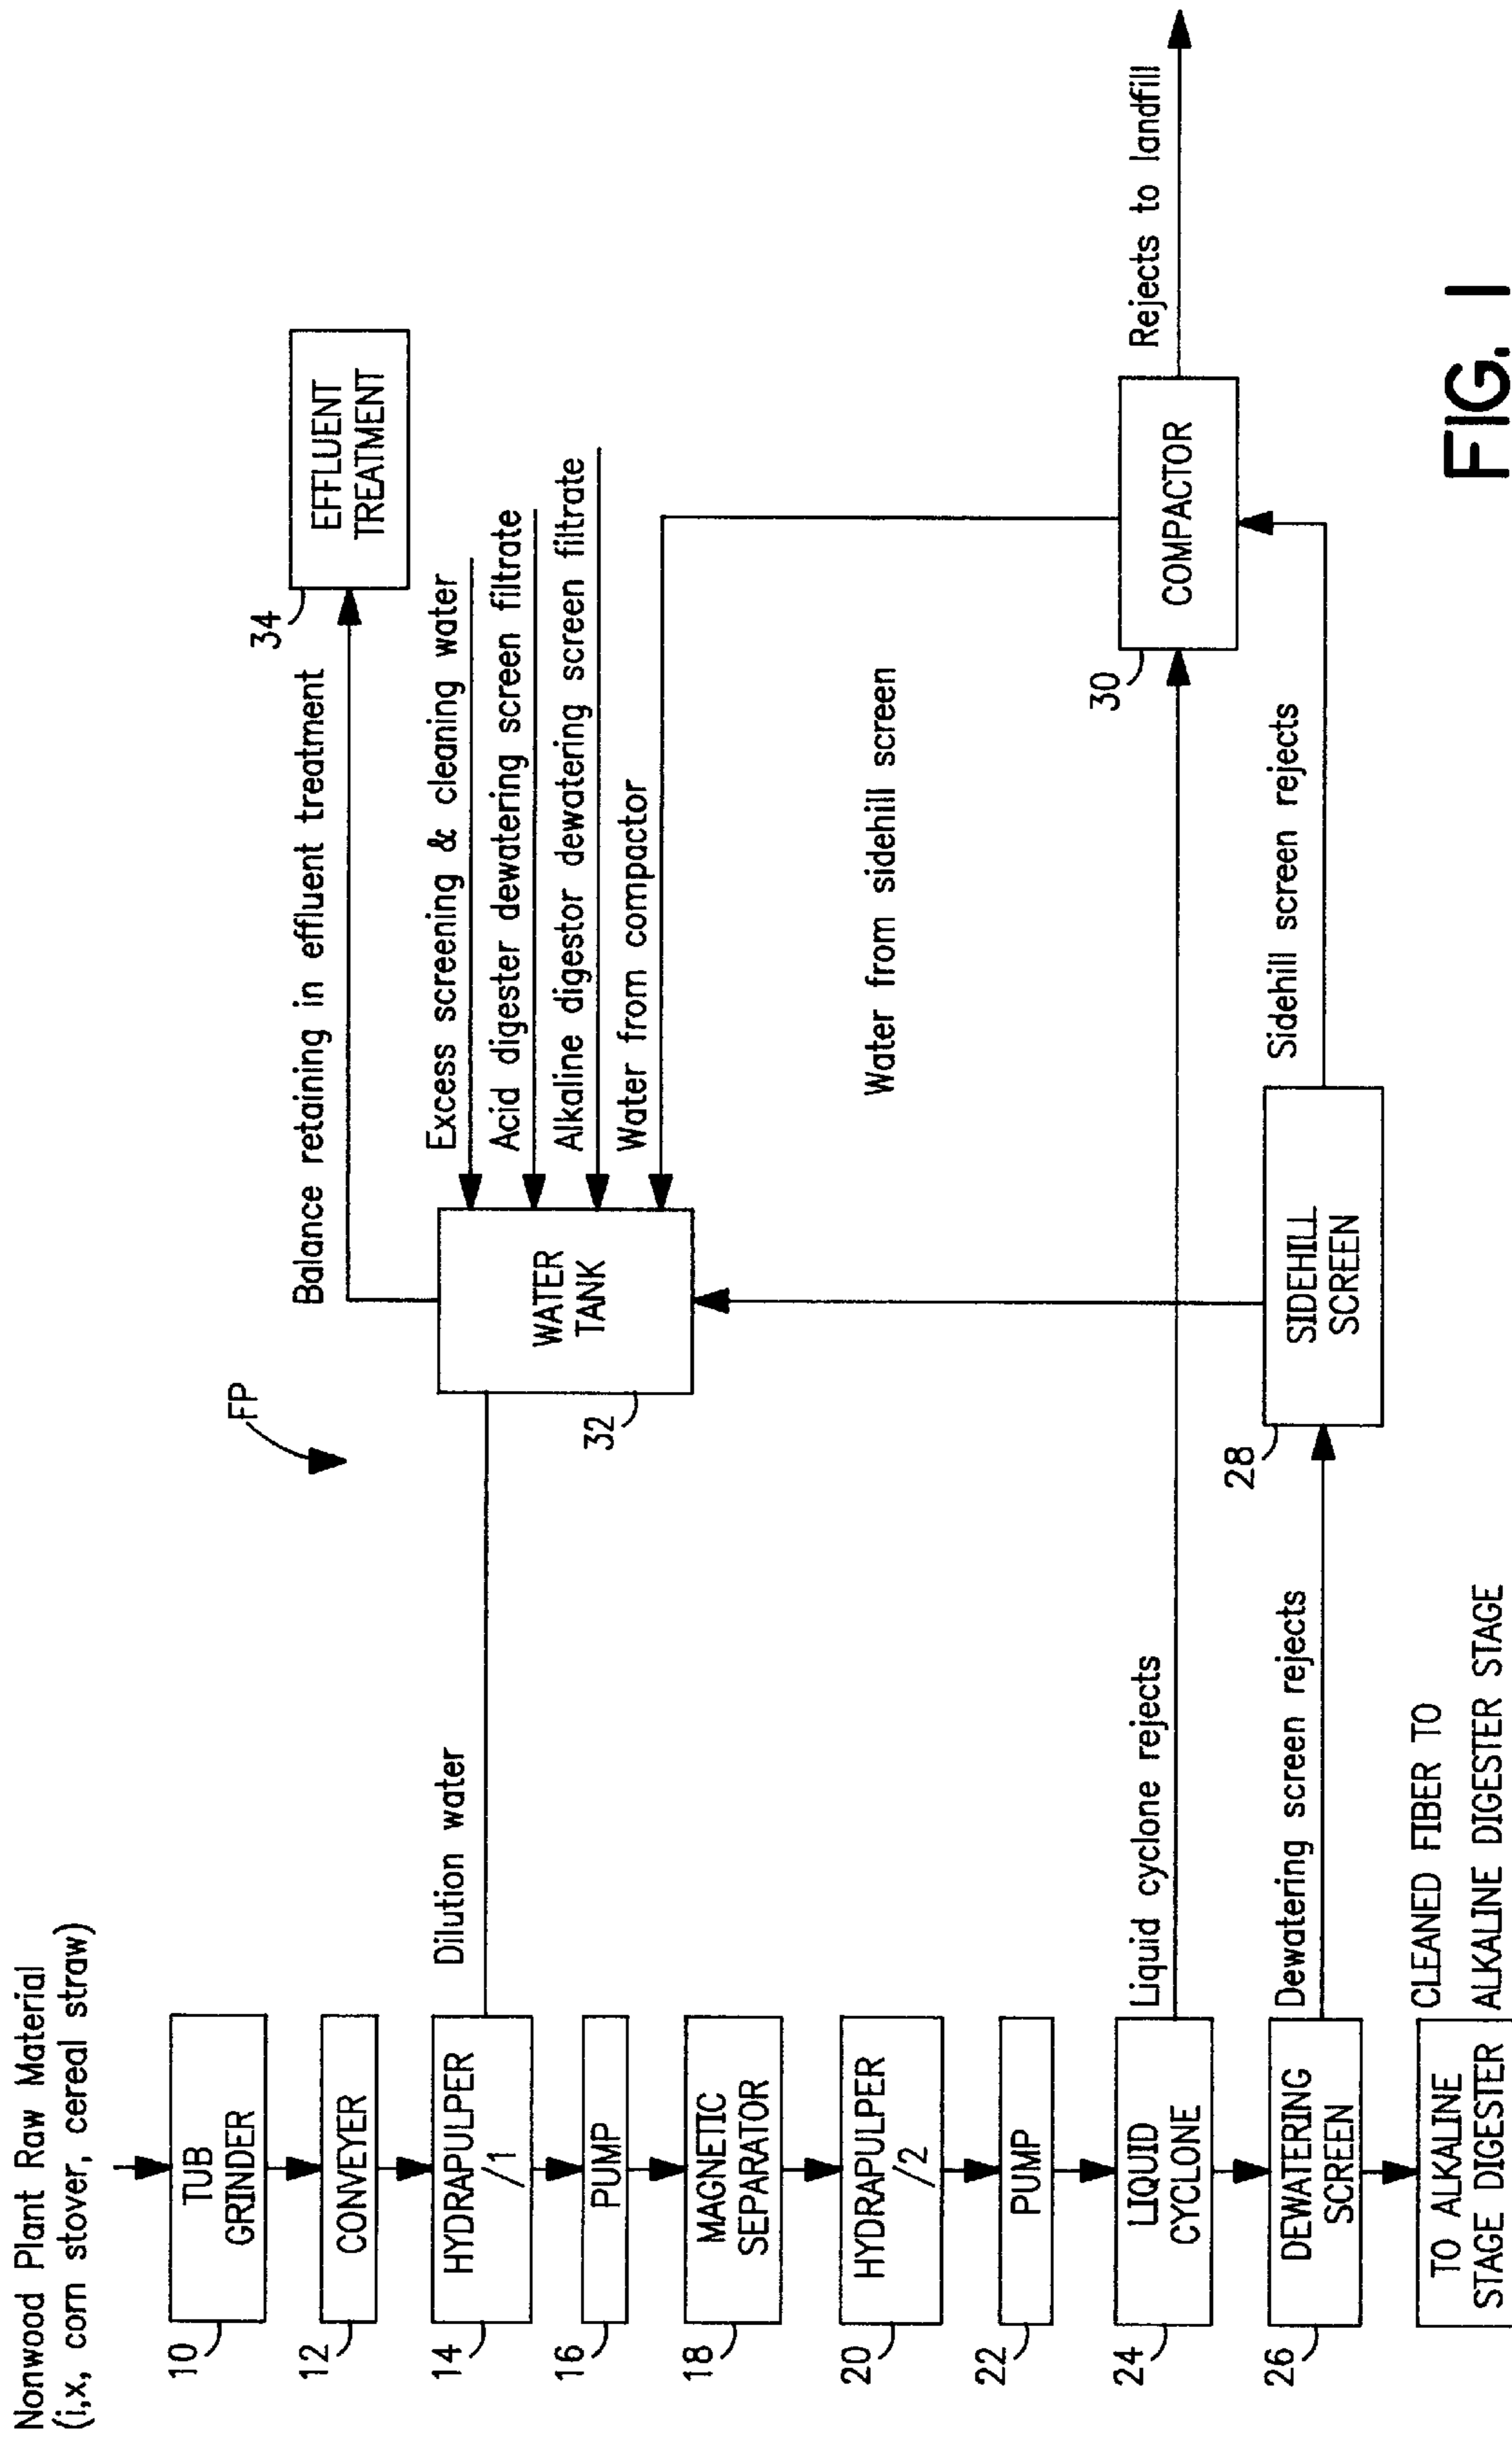 Nonwood Plant Raw Material
(i,x, corn stover, cereal straw)
FP
10
TUB
GRINDER
12
CONVEYER
14
HYDRAPULPER
/1
Dilution water
16
PUMP
18
MAGNETIC
SEPARATOR
20
HYDRAPULPER
/2
22
PUMP
24
LIQUID
CYCLONE
Liquid cyclone rejects
26
DEWATERING
SCREEN
Dewatering screen rejects
TO ALKALINE
STAGE DIGESTER
CLEANED FIBER TO
ALKALINE DIGESTER STAGE
32
WATER
TANK
Balance retaining in effluent treatment
34
EFFLUENT
TREATMENT
Excess screening & cleaning water
Acid digester dewatering screen filtrate
Alkaline digestor dewatering screen filtrate
Water from compactor
Water from sidehill screen
28
SIDEHILL
SCREEN
Sidehill screen rejects
30
COMPACTOR
Rejects to landfill
FIG. 1